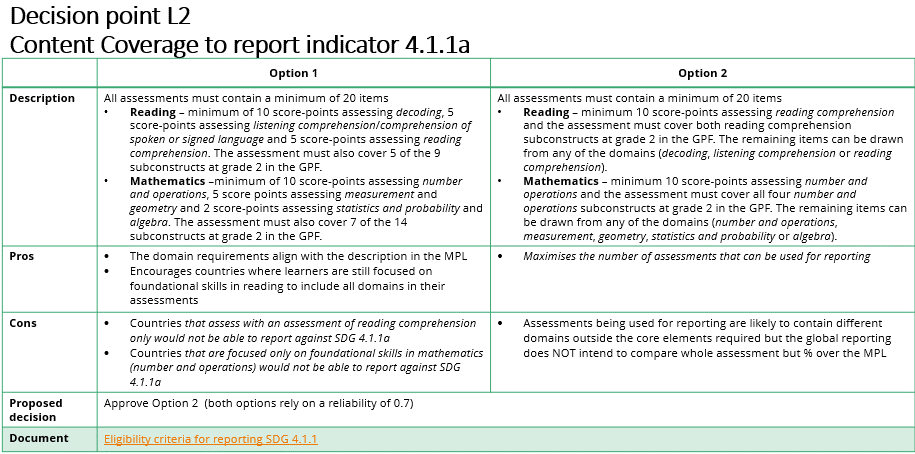 Decision point L2
Content Coverage to report indicator 4.1.1a
Option 1
Option 2
Description
All assessments must contain a minimum of 20 items
• Reading – minimum of 10 score-points assessing decoding, 5
score-points assessing listening comprehension/comprehension of
spoken or signed language and 5 score-points assessing reading
comprehension. The assessment must also cover 5 of the 9
subconstructs at grade 2 in the GPF.
• Mathematics –minimum of 10 score-points assessing number
and operations, 5 score points assessing measurement and
geometry and 2 score-points assessing statistics and probability and
algebra. The assessment must also cover 7 of the 14
subconstructs at grade 2 in the GPF.
All assessments must contain a minimum of 20 items
• Reading – minimum 10 score-points assessing reading comprehension
and the assessment must cover both reading comprehension
subconstructs at grade 2 in the GPF. The remaining items can be drawn
from any of the domains (decoding, listening comprehension or reading
comprehension).
• Mathematics – minimum 10 score-points assessing number and
operations and the assessment must cover all four number and
operations subconstructs at grade 2 in the GPF. The remaining items can
be drawn from any of the domains (number and operations,
measurement, geometry, statistics and probability or algebra).
Pros
• The domain requirements align with the description in the MPL
• Encourages countries where learners are still focused on
foundational skills in reading to include all domains in their
assessments
• Maximises the number of assessments that can be used for reporting
Cons
• Countries that assess with an assessment of reading comprehension
only would not be able to report against SDG 4.1.1a
• Countries that are focused only on foundational skills in mathematics
(number and operations) would not be able to report against SDG
4.1.1a
• Assessments being used for reporting are likely to contain different
domains outside the core elements required but the global reporting
does NOT intend to compare whole assessment but % over the MPL
Proposed
decision
Approve Option 2 (both options rely on a reliability of 0.7)
Document
Eligibility criteria for reporting SDG 4.1.1